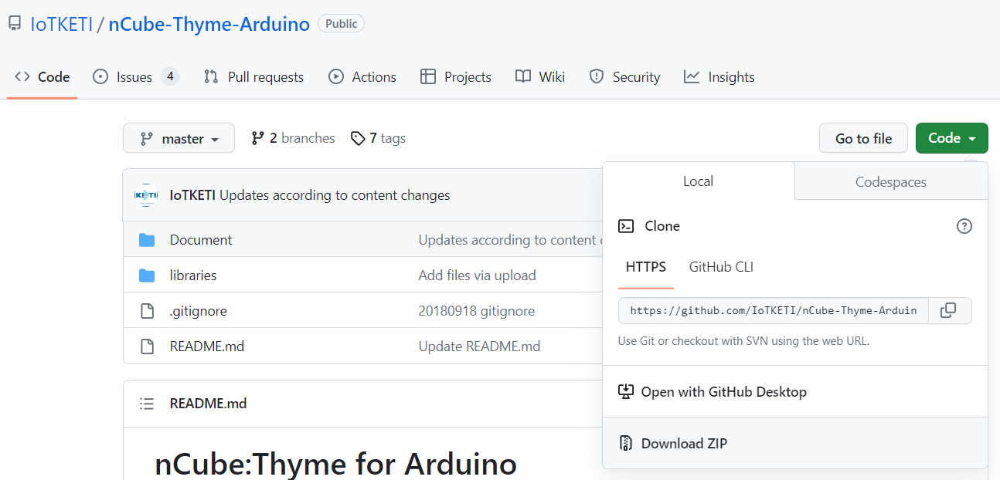 IoTKETI / nCube-Thyme-Arduino Public
Code Issues 4 Pull requests Actions Projects Wiki Security Insights
master 2 branches 7 tags Go to file Code
KETI IoTKETI Updates according to content changes
Local Codespaces
Clone
Document Updates according to content
libraries Add files via upload
HTTPS GitHub CLI
.gitignore 20180918 gitignore
https://github.com/IoTKETI/nCube-Thyme-Arduin
README.md Update README.md
Use Git or checkout with SVN using the web URL.
Open with GitHub Desktop
README.md
Download ZIP
nCube:Thyme for Arduino